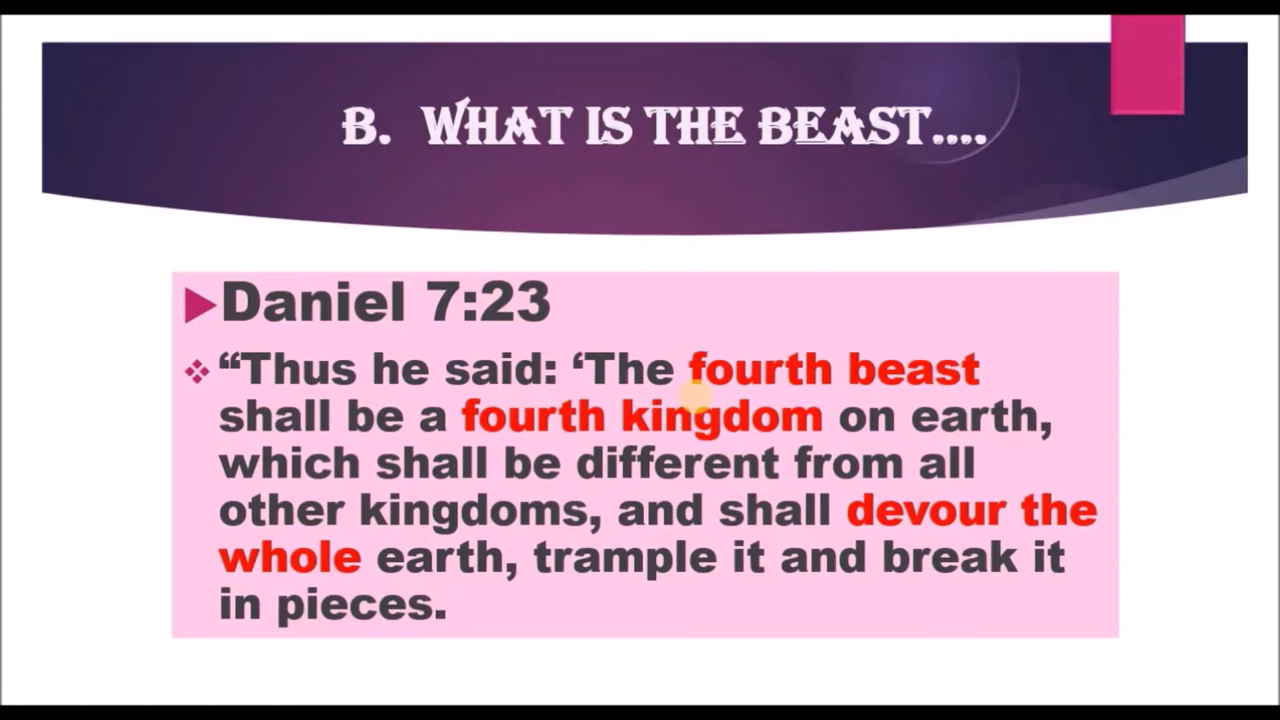 B. WHAT IS THE BEAST....
Daniel 7:23
“Thus he said: ‘The fourth beast
shall be a fourth kingdom on earth,
which shall be different from all
other kingdoms, and shall devour the
whole earth, trample it and break it
in pieces.